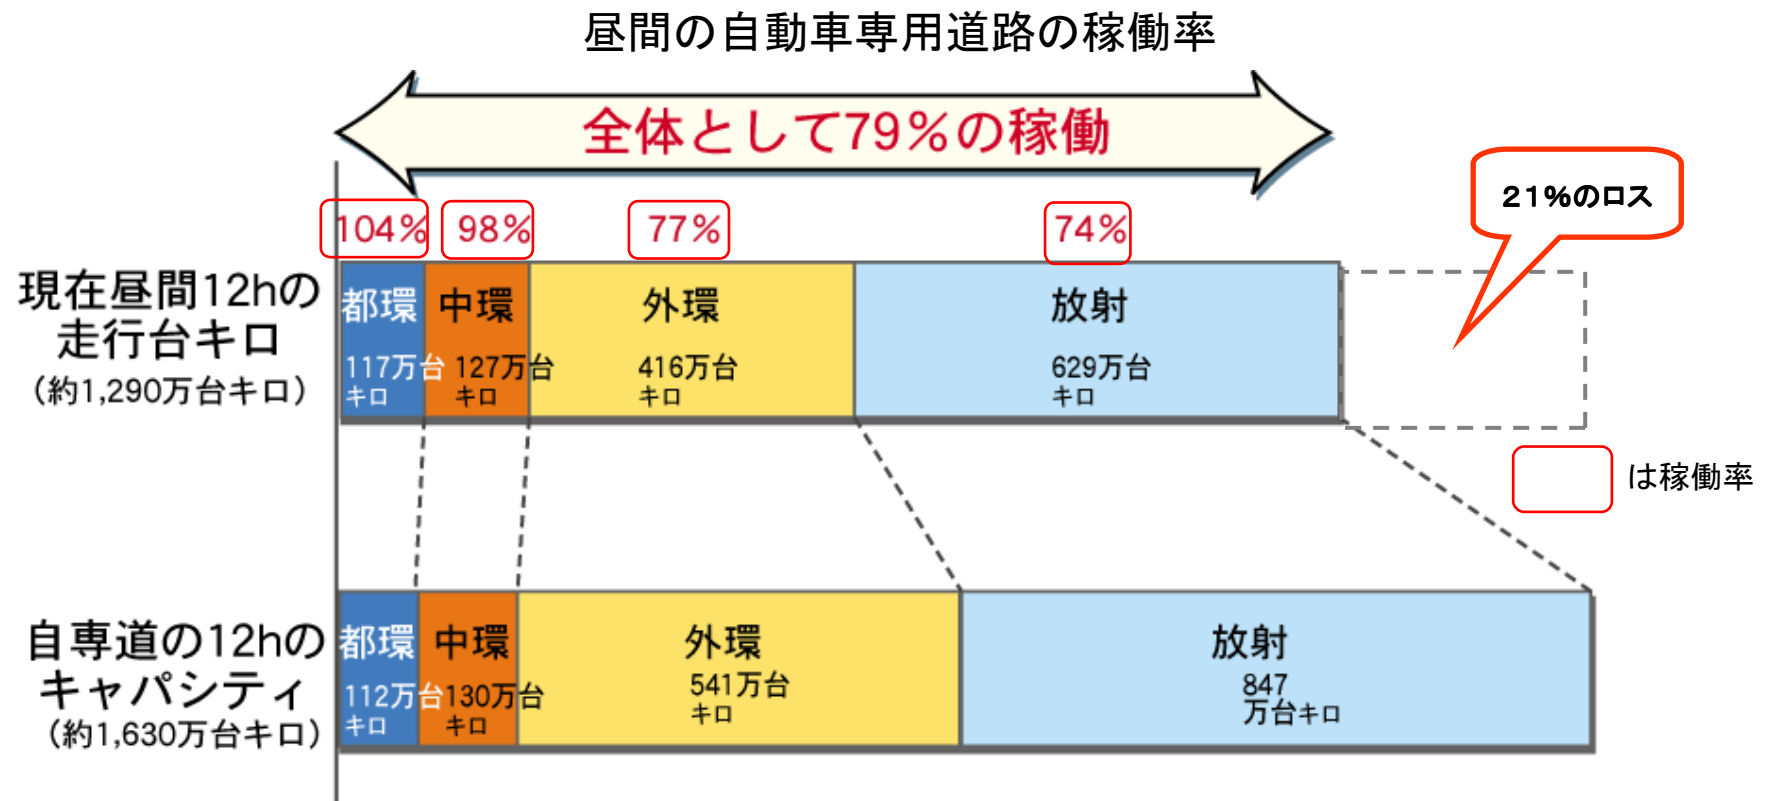 昼間の自動車専用道路の稼働率
全体として79%の稼働
21%のロス
104% 98% 77% 74%
現在昼間12hの
走行台キロ
(約1,290万台キロ)
都環 中環 外環 放射
117万台 127万台 416万台 629万台
キロ キロ キロ キロ
は稼働率
自専道の12hの
キャパシティ
(約1,630万台キロ)
都環 中環 外環 放射
112万台 130万台 541万台 847
キロ キロ キロ 万台キロ